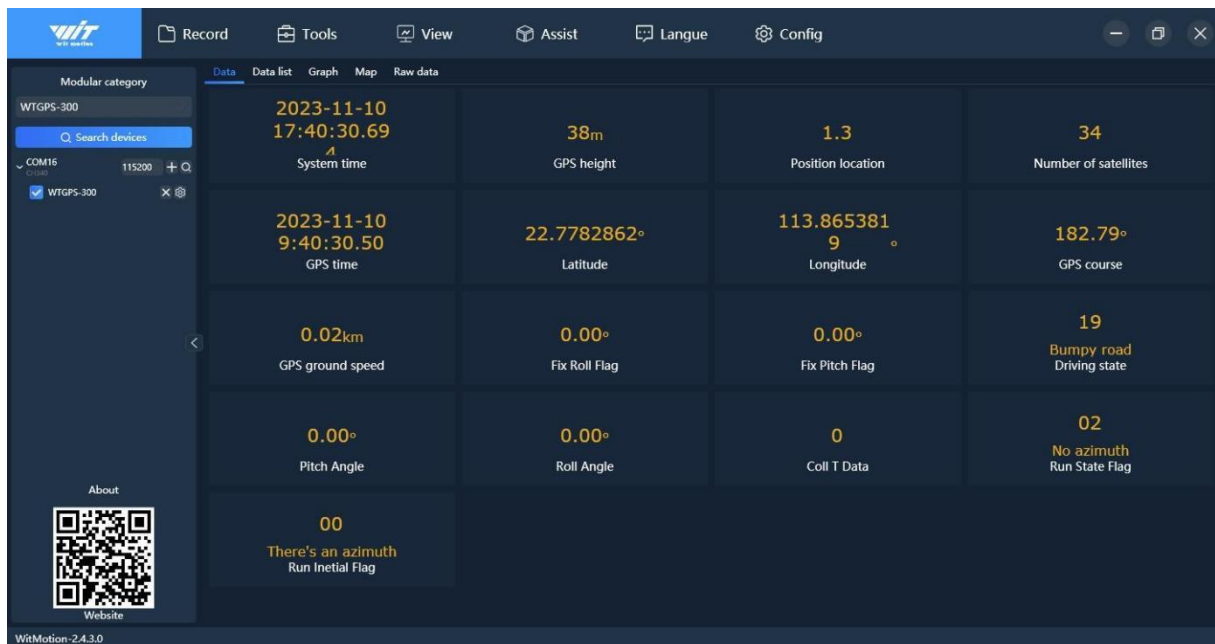 WiT
wit motion
Record
Tools
View
Assist
Langue
Config
Modular category
WTGPS-300
Search devices
COM16
CH340
115200
WTGPS-300
About
Website
WitMotion-2.4.3.0
Data
Data list
Graph
Map
Raw data
2023-11-10
17:40:30.69
4
System time
38m
GPS height
1.3
Position location
34
Number of satellites
2023-11-10
9:40:30.50
GPS time
22.7782862°
Latitude
113.865381
9 °
Longitude
182.79°
GPS course
0.02km
GPS ground speed
0.00°
Fix Roll Flag
0.00°
Fix Pitch Flag
19
Bumpy road
Driving state
0.00°
Pitch Angle
0.00°
Roll Angle
0
Coll T Data
02
No azimuth
Run State Flag
00
There's an azimuth
Run Inetial Flag